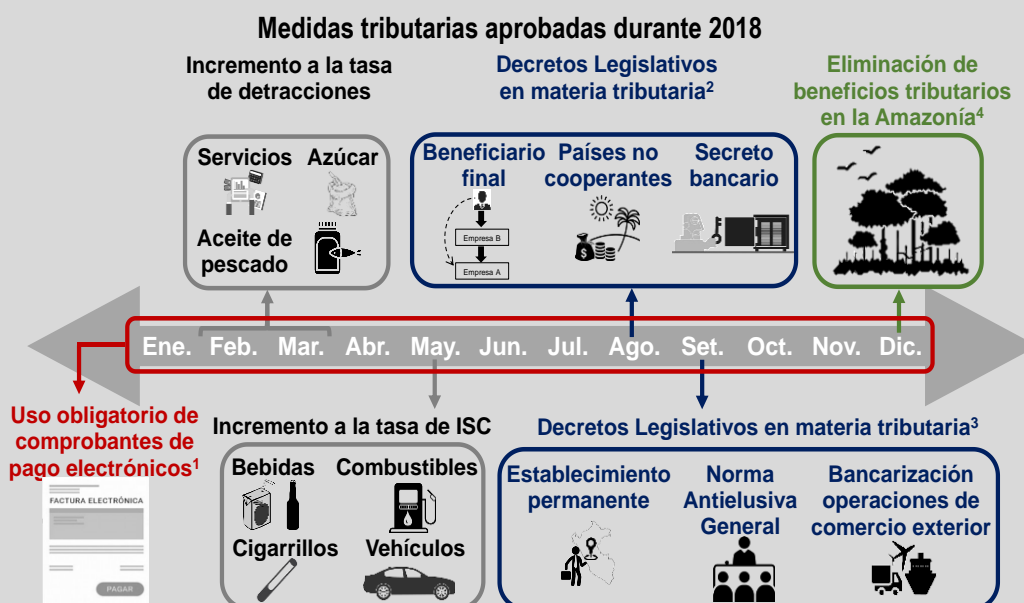 Medidas tributarias aprobadas durante 2018
Incremento a la tasa
de detracciones
Servicios
Azúcar
Aceite de
pescado
Decretos Legislativos
en materia tributaria²
Beneficiario
final
Empresa B
Empresa A
Países no
cooperantes
$
Secreto
bancario
Eliminación de
beneficios tributarios
en la Amazonía⁴
Ene. Feb. Mar. Abr. May. Jun. Jul. Ago. Set. Oct. Nov. Dic.
Uso obligatorio de
comprobantes de
pago electrónicos¹
FACTURA ELECTRÓNICA
PAGAR
Incremento a la tasa de ISC
Bebidas
Combustibles
Cigarrillos
Vehículos
Decretos Legislativos en materia tributaria³
Establecimiento
permanente
Norma
Antielusiva
General
Bancarización
operaciones de
comercio exterior